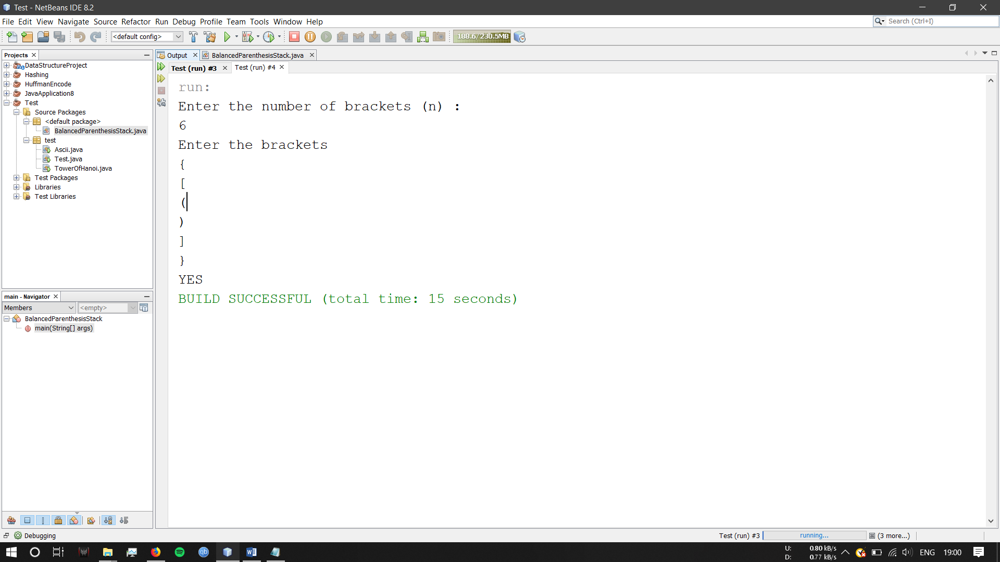 Test - NetBeans IDE 8.2
File Edit View Navigate Source Refactor Run Debug Profile Team Tools Window Help
Search (Ctrl+I)
<default config>
188.6/230.5MB
Projects
DataStructureProject
Hashing
HuffmanEncode
JavaApplication8
Test
Source Packages
<default package>
BalancedParenthesisStack.java
test
Ascii.java
Test.java
TowerOfHanoi.java
Test Packages
Libraries
Test Libraries
main - Navigator
Members
<empty>
BalancedParenthesisStack
main(String[] args)
Output
BalancedParenthesisStack.java
Test (run) #3
Test (run) #4
run:
Enter the number of brackets (n) :
6
Enter the brackets
{
[
(
)
]
}
YES
BUILD SUCCESSFUL (total time: 15 seconds)
Debugging
Test (run) #3
running...
(3 more...)
qb
U: 0.80 kB/s
D: 0.77 kB/s
ENG
19:00